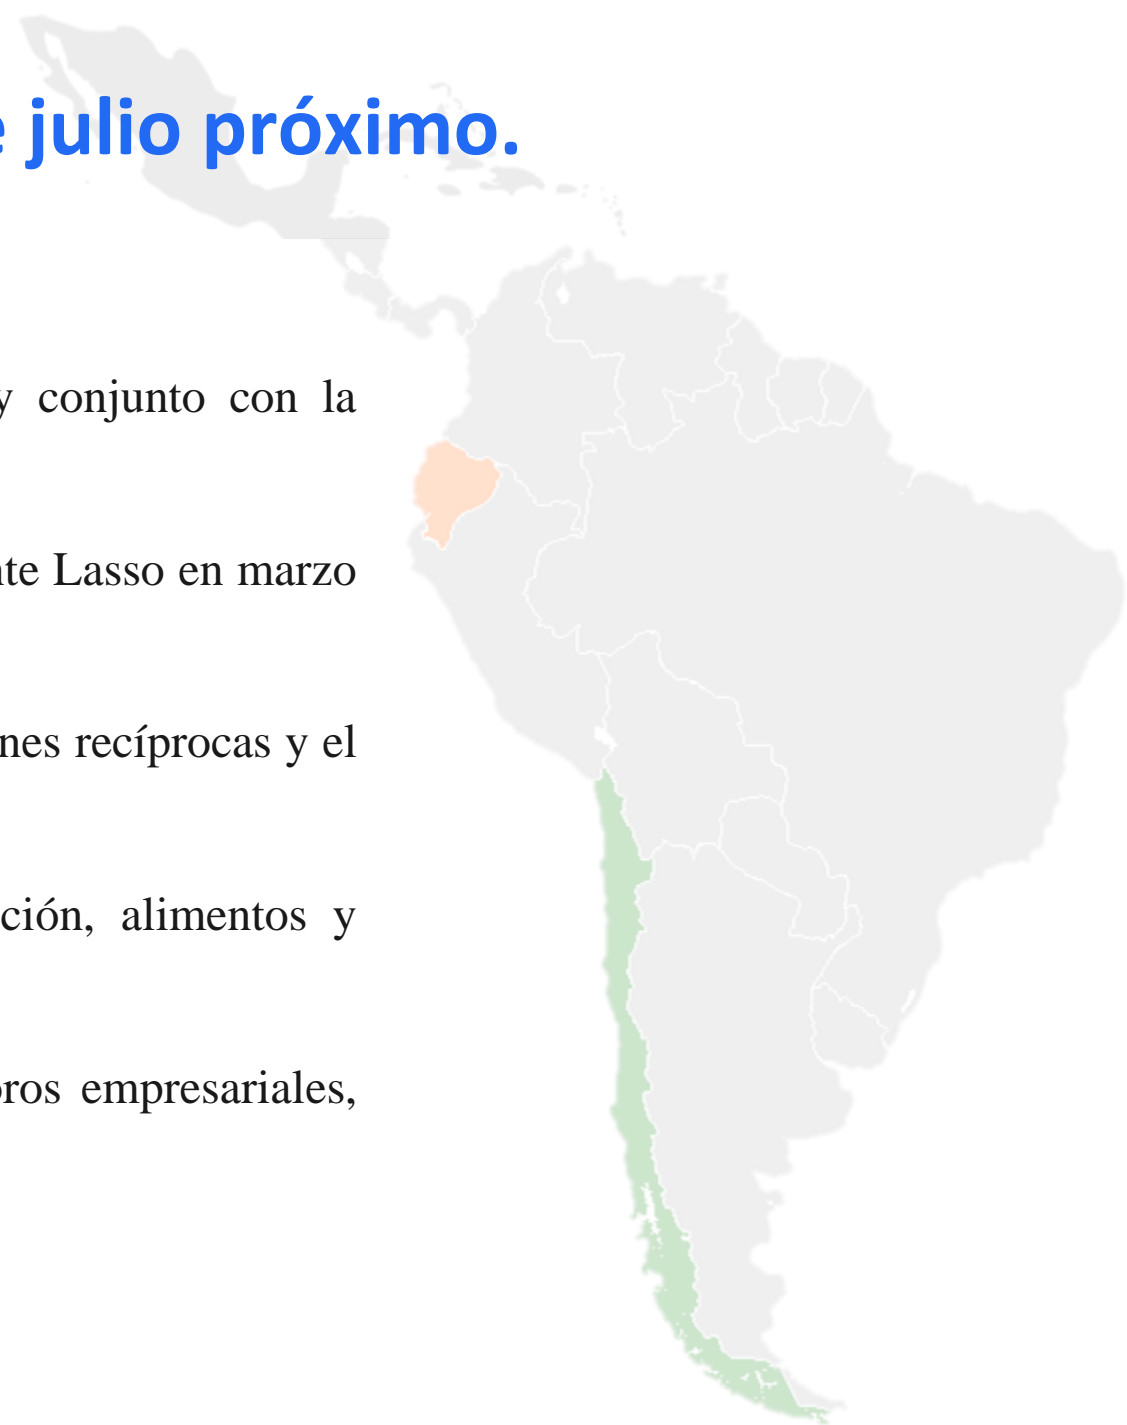 julio próximo.
y conjunto con la
Lasso en marzo
recíprocas y el
alimentos y
empresariales,